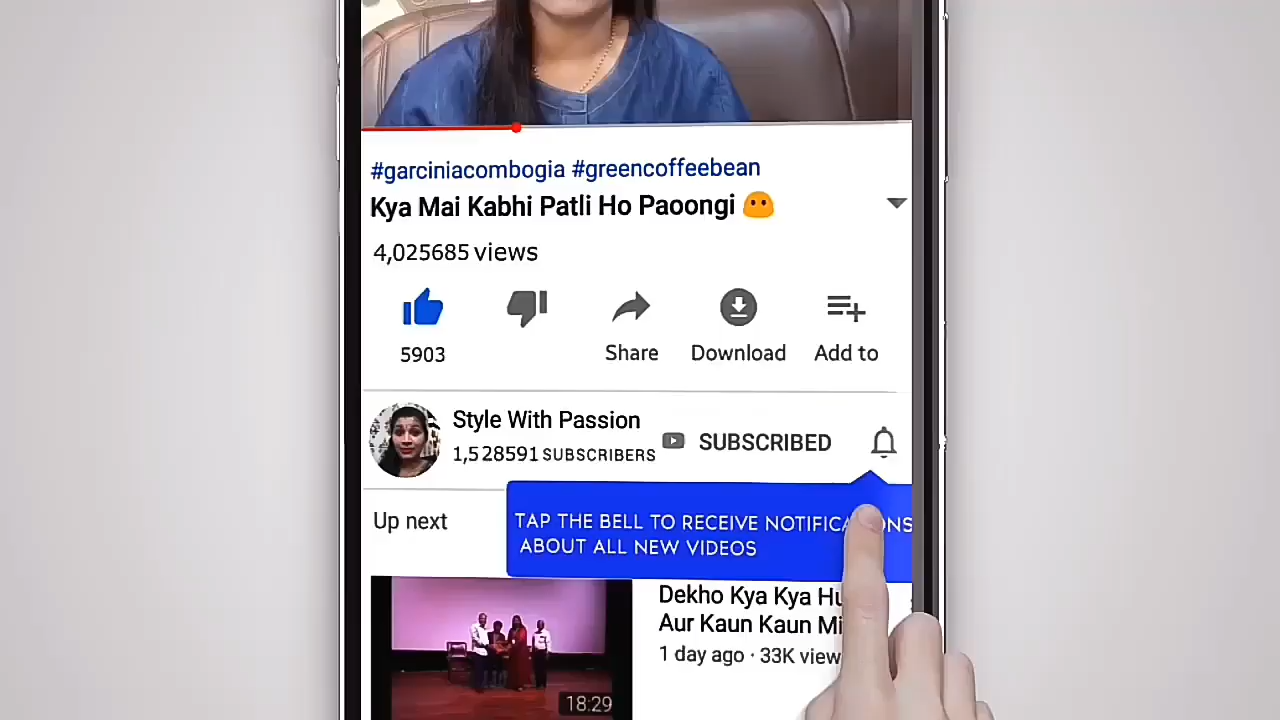 #garciniacombogia #greencoffeebean
Kya Mai Kabhi Patli Ho Paoongi
4,025685 views
5903
Share
Download
Add to
Style With Passion
1,528591 SUBSCRIBERS
SUBSCRIBED
Up next
TAP THE BELL TO RECEIVE
ABOUT ALL NEW VIDEOS
Dekho Kya Kya
Aur Kaun Kaun
1 day ago · 33K
18:29